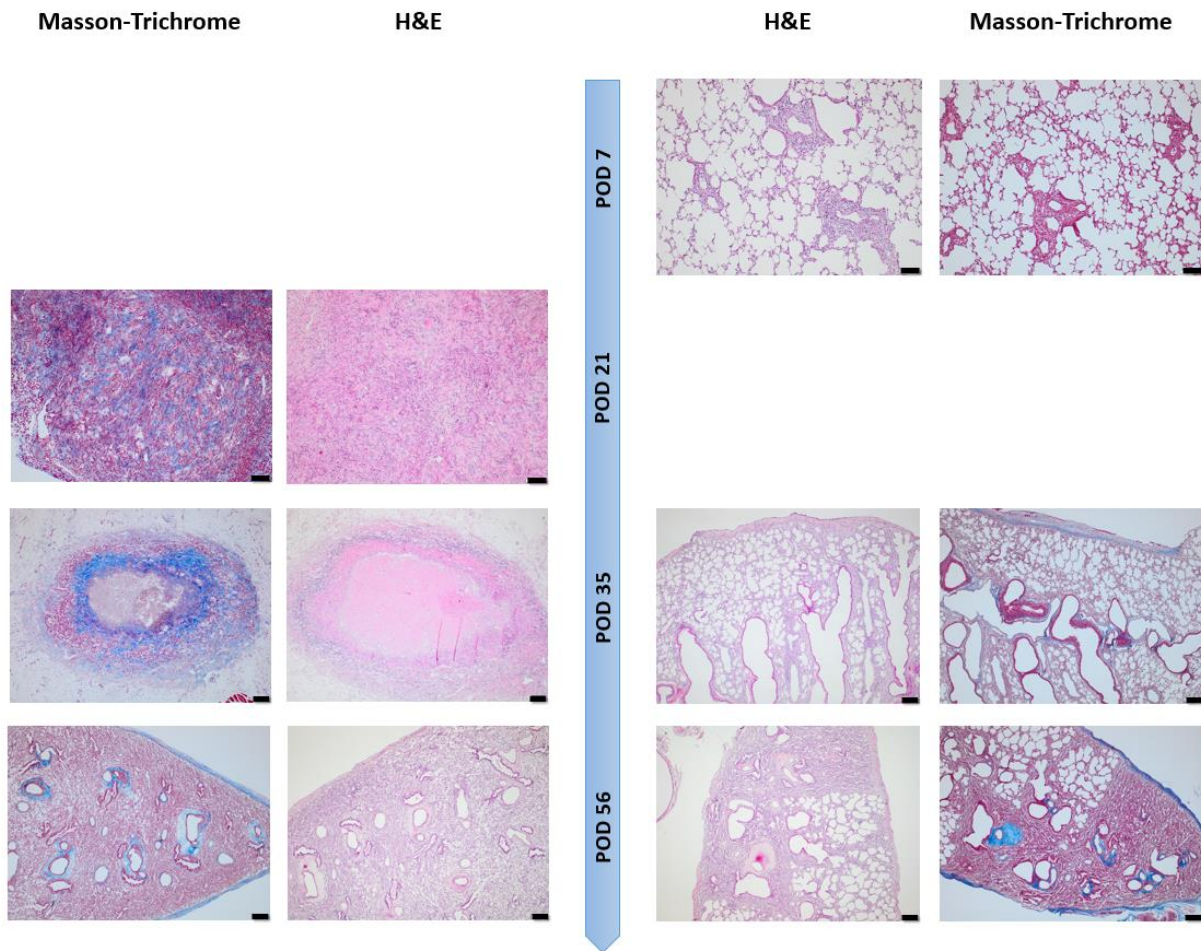 Masson-Trichrome H&E H&E Masson-Trichrome
POD 7
POD 21
POD 35
POD 56